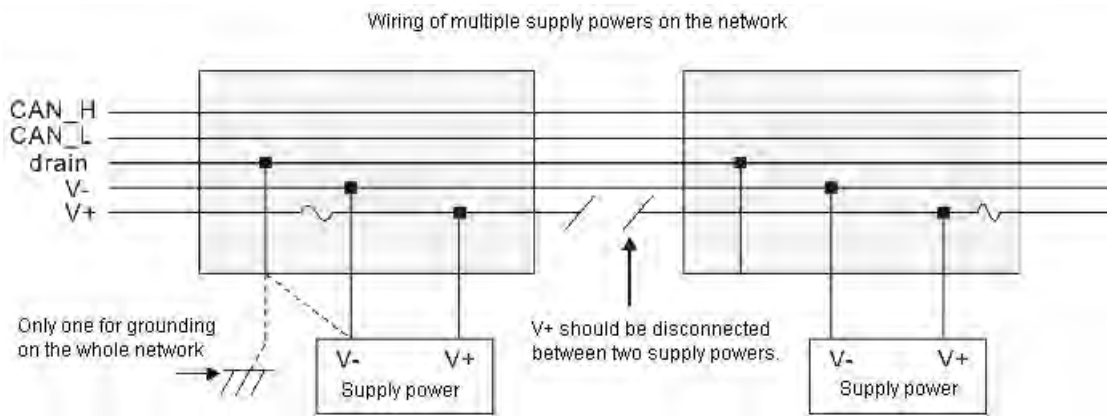 Wiring of multiple supply powers on the network
CAN_H
CAN_L
drain
V-
V+
Only one for grounding
on the whole network
V+ should be disconnected
between two supply powers.
V- V+
Supply power
V- V+
Supply power